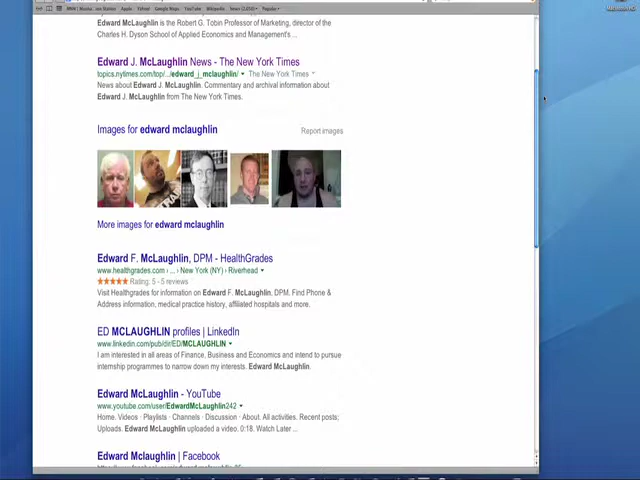 Apple Yahoo! Google Maps YouTube Wikipedia News Popular
Edward McLaughlin is the Robert G. Tobin Professor of Marketing, director of the
Charles H. Dyson School of Applied Economics and Management's ...
Edward J. McLaughlin News - The New York Times
topics.nytimes.com/top/.../edward_j_mclaughlin/ The New York Times
News about Edward J. McLaughlin. Commentary and archival information about
Edward J. McLaughlin from The New York Times.
Images for edward mclaughlin Report images
More images for edward mclaughlin
Edward F. McLaughlin, DPM - HealthGrades
www.healthgrades.com › ... › New York (NY) › Riverhead
Rating: 5 - 5 reviews
Visit Healthgrades for information on Edward F. McLaughlin, DPM. Find Phone &
Address information, medical practice history, affiliated hospitals and more.
ED MCLAUGHLIN profiles | LinkedIn
www.linkedin.com/pub/dir/ED/MCLAUGHLIN
I am interested in all areas of Finance, Business and Economics and intend to pursue
internship programmes to narrow down my interests. Edward McLaughlin.
Edward McLaughlin - YouTube
www.youtube.com/user/EdwardMcLaughlin242
Home. Videos · Playlists · Channels · Discussion · About. All activities. Recent posts;
Uploads. Edward McLaughlin uploaded a video. 0:18. Watch Later ...
Edward Mclaughlin | Facebook